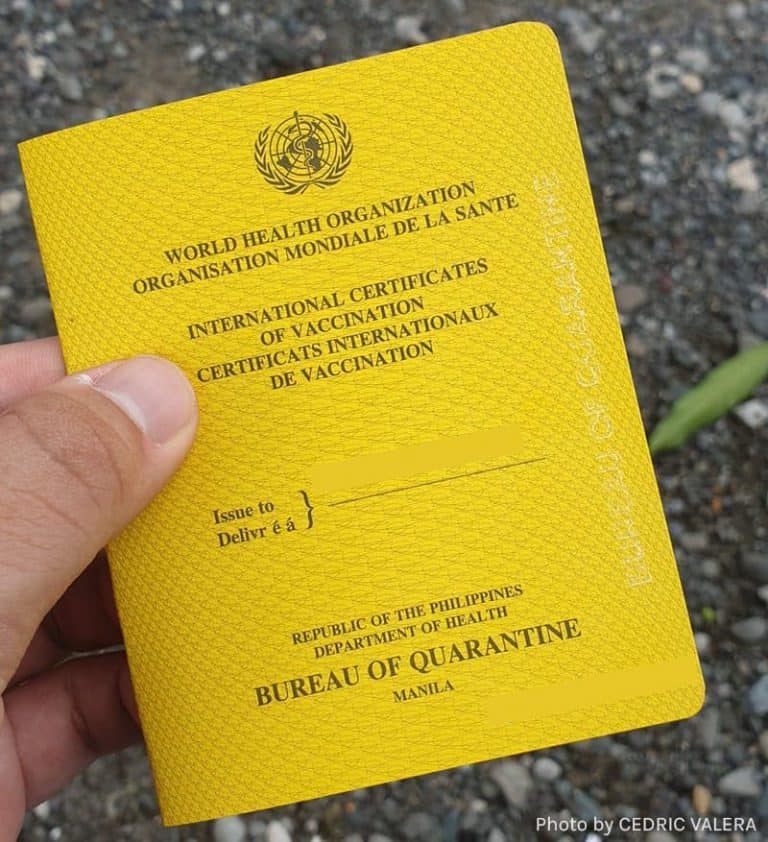 WORLD HEALTH ORGANIZATION
ORGANISATION MONDIALE DE LA SANTE
INTERNATIONAL CERTIFICATES
OF VACCINATION
CERTIFICATS INTERNATIONAUX
DE VACCINATION
Issue to
Delivr é á
}
REPUBLIC OF THE PHILIPPINES
DEPARTMENT OF HEALTH
BUREAU OF QUARANTINE
MANILA
BUREAU OF QUARANTINE
Photo by CEDRIC VALERA